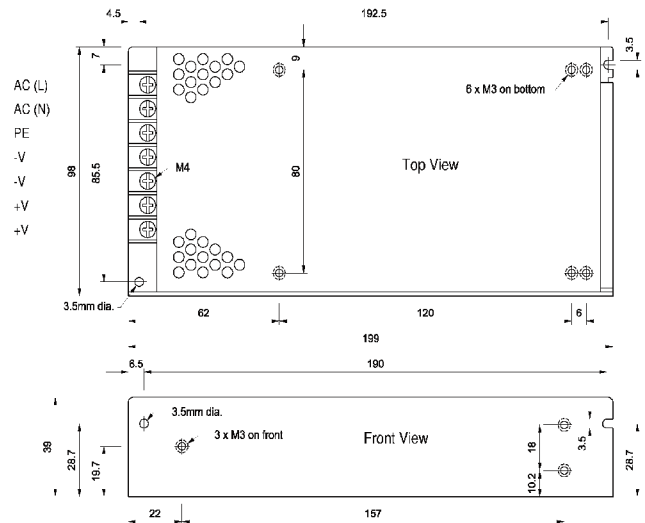 4.5
192.5
7
9
3.5
AC (L)
AC (N)
PE
-V
-V
+V
+V
6 x M3 on bottom
M4
Top View
98
85.5
80
3.5mm dia.
62
120
6
199
6.5
190
3.5mm dia.
3 x M3 on front
Front View
39
28.7
19.7
18
3.5
10.2
28.7
22
157